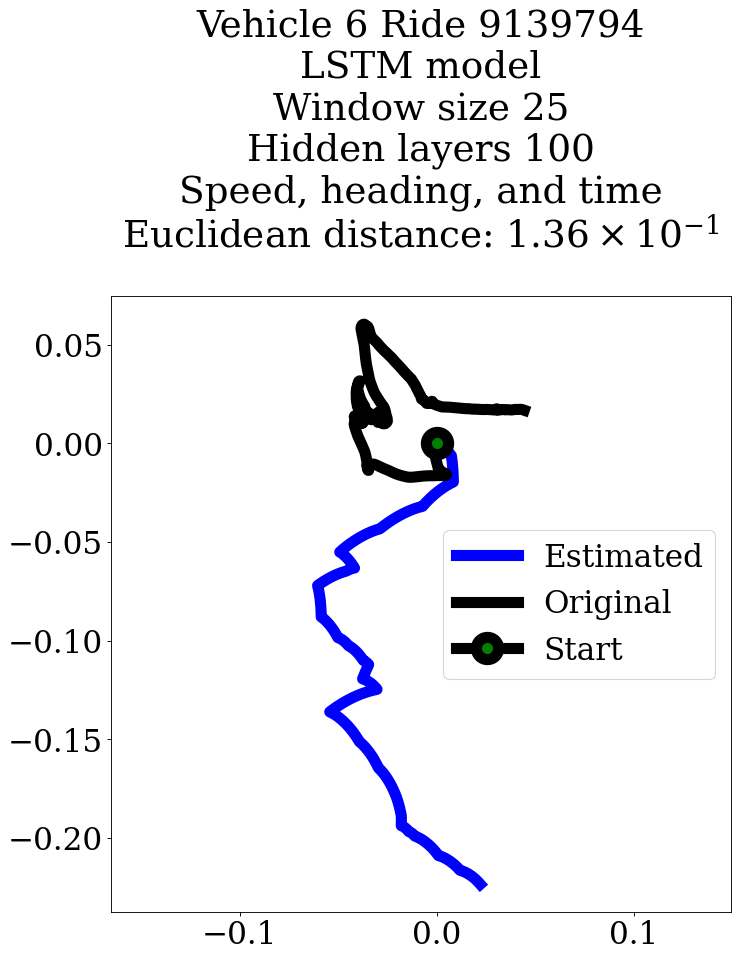 Vehicle 6 Ride 9139794
LSTM model
Window size 25
Hidden layers 100
Speed, heading, and time
Euclidean distance: 1.36 × 10⁻¹
0.05
0.00
−0.05
−0.10
−0.15
−0.20
Estimated
Original
Start
−0.1 0.0 0.1